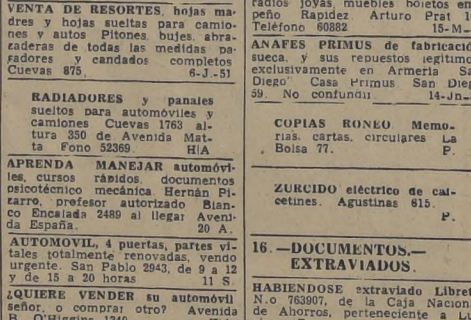 VENTA DE RESORTES, hojas ma-
dres y hojas sueltas para camio-
nes y autos Pitones, bujes, abra-
zaderas de todas las medidas pa-
sadores y candados completos
Cuevas 875. 6-J.-51
RADIADORES y panales
sueltos para automóviles y
camiones Cuevas 1763 al-
tura 350 de Avenida Mat-
ta Fono 52369. H|A
APRENDA MANEJAR automóvi-
les, cursos rápidos, documentos
psicotécnico mecánica Hernán Pi-
zarro, profesor autorizado Blan-
co Encalada 2489 al llegar Aveni-
da España. 20 A.
AUTOMOVIL, 4 puertas, partes vi-
tales totalmente renovadas, vendo
urgente. San Pablo 2943, de 9 a 12
y de 15 a 20 horas 11 S.
¿QUIERE VENDER su automóvil
señor, o comprar otro? Avenida
B. O'Higgins
radios joyas, muebles boletos em
peño Rapidez Arturo Prat 1
Teléfono 60882 15-M-
ANAFES PRIMUS de fabricació
sueca, y sus repuestos legítimo
exclusivamente en Armería Sa
Diego Casa Primus San Dieg
59. No confundir 14-Jn-
COPIAS RONEO. Memo-
rias, cartas, circulares La
Bolsa 77. P.
ZURCIDO eléctrico de cal-
cetines. Agustinas 615.
P.
16.—DOCUMENTOS.—
EXTRAVIADOS.
HABIENDOSE extraviado Libret
N.o 763907, de la Caja Nacion
de Ahorros, perteneciente a